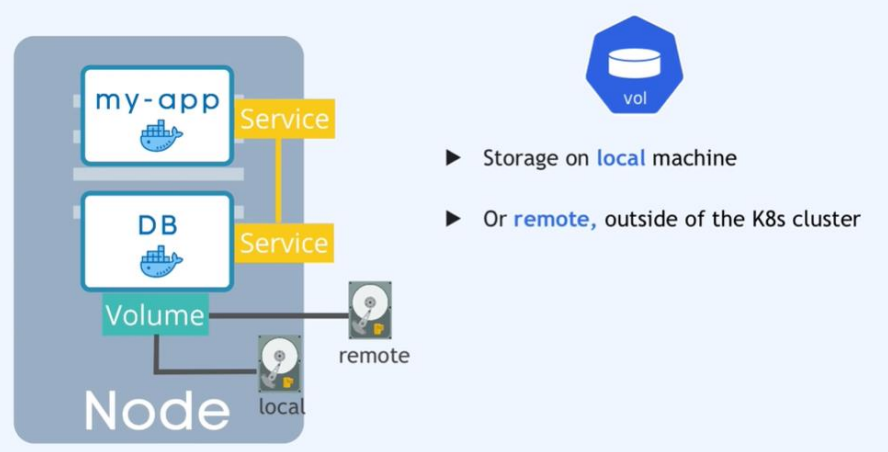 my-app
Service
DB
Service
Volume
remote
local
Node
vol
Storage on local machine
Or remote, outside of the K8s cluster